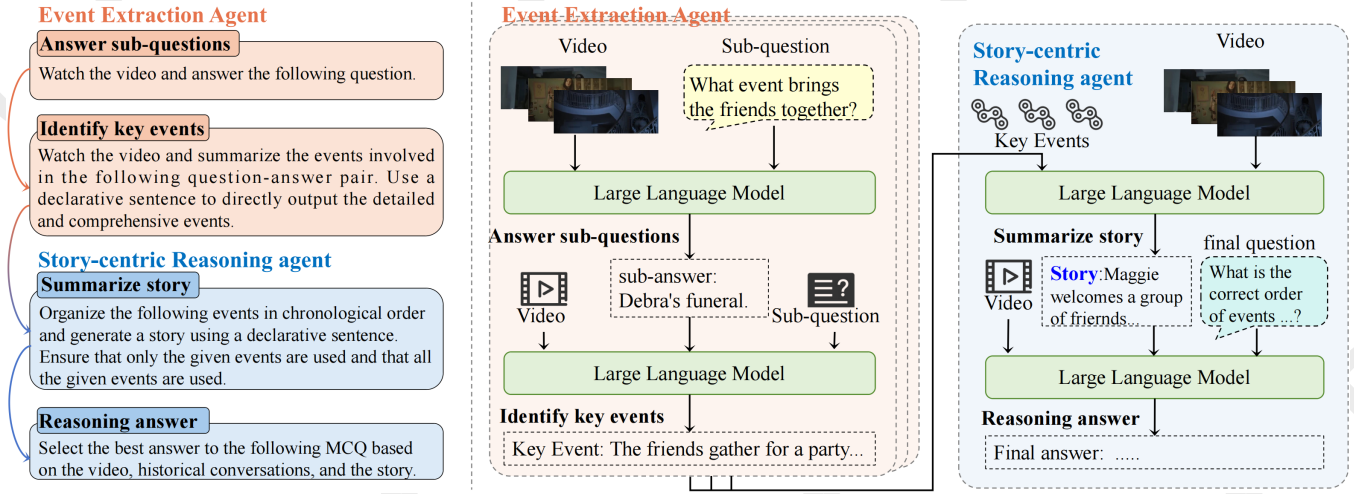 Event Extraction Agent
Answer sub-questions
Watch the video and answer the following question.
Identify key events
Watch the video and summarize the events involved
in the following question-answer pair. Use a
declarative sentence to directly output the detailed
and comprehensive events.
Story-centric Reasoning agent
Summarize story
Organize the following events in chronological order
and generate a story using a declarative sentence.
Ensure that only the given events are used and that all
the given events are used.
Reasoning answer
Select the best answer to the following MCQ based
on the video, historical conversations, and the story.
Event Extraction Agent
Video
Sub-question
What event brings
the friends together?
Large Language Model
Answer sub-questions
sub-answer:
Debra's funeral.
Video
Sub-question
Large Language Model
Identify key events
Key Event: The friends gather for a party...
Story-centric
Reasoning agent
Video
Key Events
Large Language Model
Summarize story
final question
Video
Story:Maggie
welcomes a group
of friernds...
What is the
correct order
of events ...?
Large Language Model
Reasoning answer
Final answer: .....